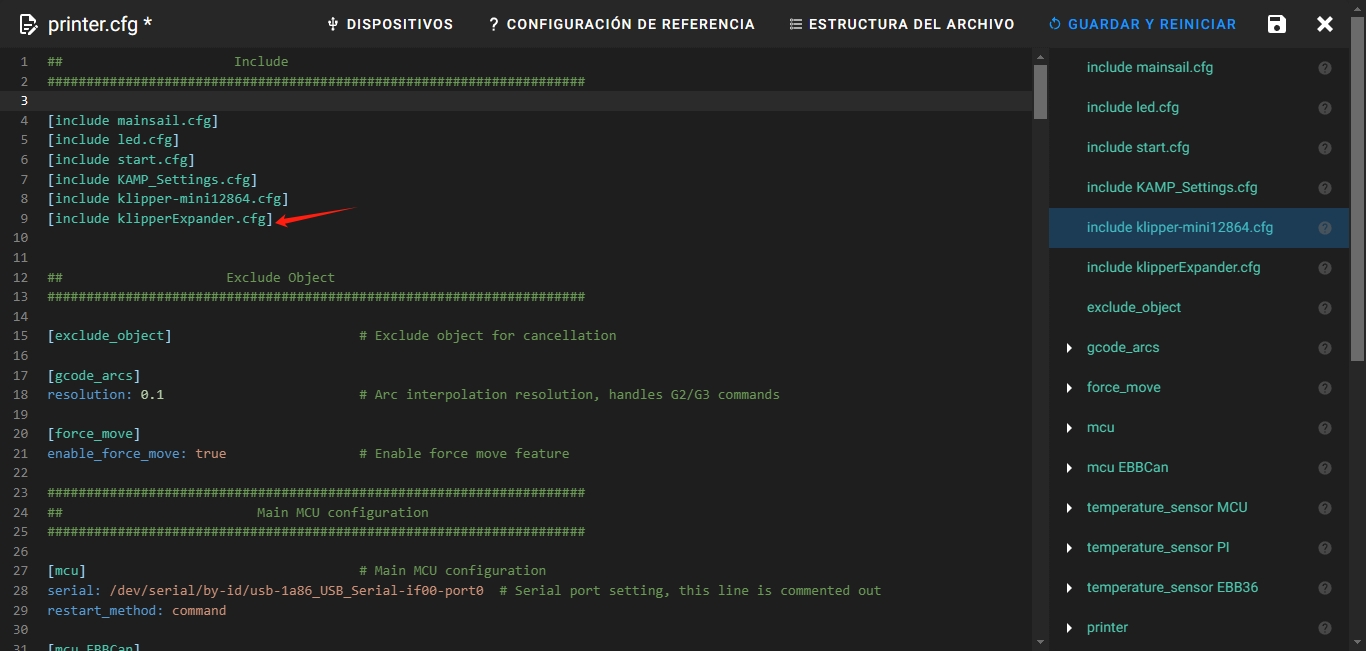 printer.cfg *
DISPOSITIVOS
? CONFIGURACIÓN DE REFERENCIA
ESTRUCTURA DEL ARCHIVO
GUARDAR Y REINICIAR
1 ## Include
2 #####################################################################
3
4 [include mainsail.cfg]
5 [include led.cfg]
6 [include start.cfg]
7 [include KAMP_Settings.cfg]
8 [include klipper-mini12864.cfg]
9 [include klipperExpander.cfg]
10
11
12 ## Exclude Object
13 #####################################################################
14
15 [exclude_object] # Exclude object for cancellation
16
17 [gcode_arcs]
18 resolution: 0.1 # Arc interpolation resolution, handles G2/G3 commands
19
20 [force_move]
21 enable_force_move: true # Enable force move feature
22
23 #####################################################################
24 ## Main MCU configuration
25 #####################################################################
26
27 [mcu] # Main MCU configuration
28 serial: /dev/serial/by-id/usb-1a86_USB_Serial-if00-port0 # Serial port setting, this line is commented out
29 restart_method: command
30
31 [mcu EBBCan]
include mainsail.cfg
include led.cfg
include start.cfg
include KAMP_Settings.cfg
include klipper-mini12864.cfg
include klipperExpander.cfg
exclude_object
gcode_arcs
force_move
mcu
mcu EBBCan
temperature_sensor MCU
temperature_sensor PI
temperature_sensor EBB36
printer